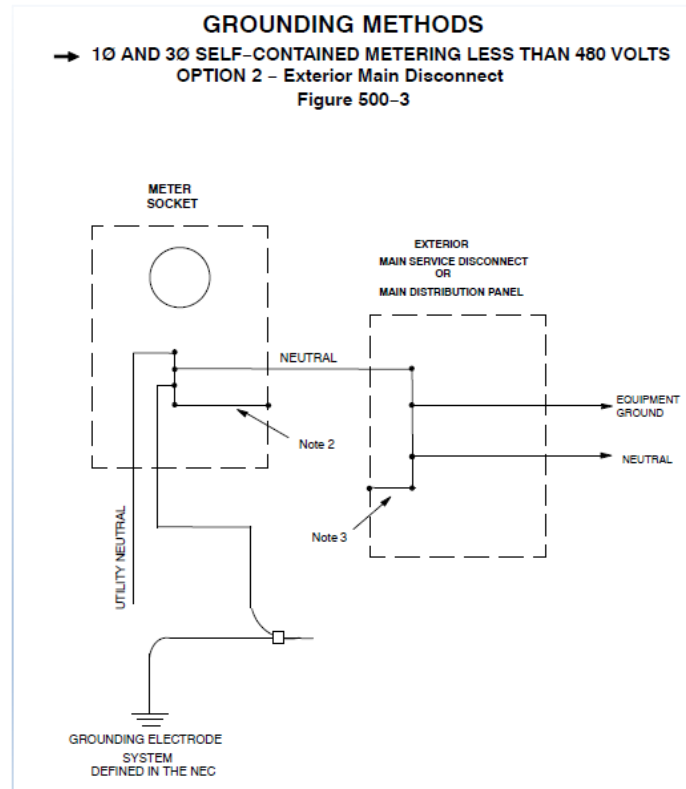 GROUNDING METHODS
1Ø AND 3Ø SELF–CONTAINED METERING LESS THAN 480 VOLTS
OPTION 2 – Exterior Main Disconnect
Figure 500–3
METER
SOCKET
EXTERIOR
MAIN SERVICE DISCONNECT
OR
MAIN DISTRIBUTION PANEL
NEUTRAL
EQUIPMENT
GROUND
Note 2
NEUTRAL
Note 3
UTILITY NEUTRAL
GROUNDING ELECTRODE
SYSTEM
DEFINED IN THE NEC